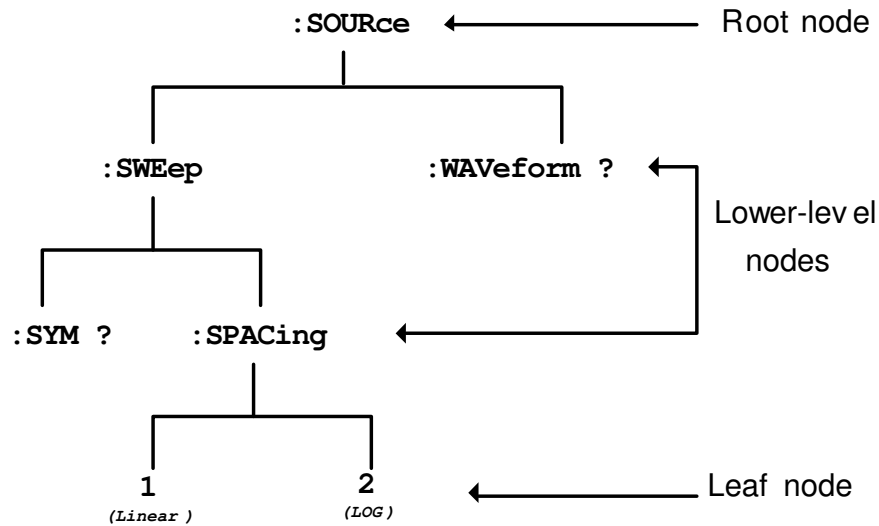 :SOURce
Root node
:SWEep
:WAVeform ?
Lower-lev el
nodes
:SYM ?
:SPACing
1
2
Leaf node
(Linear )
(LOG )